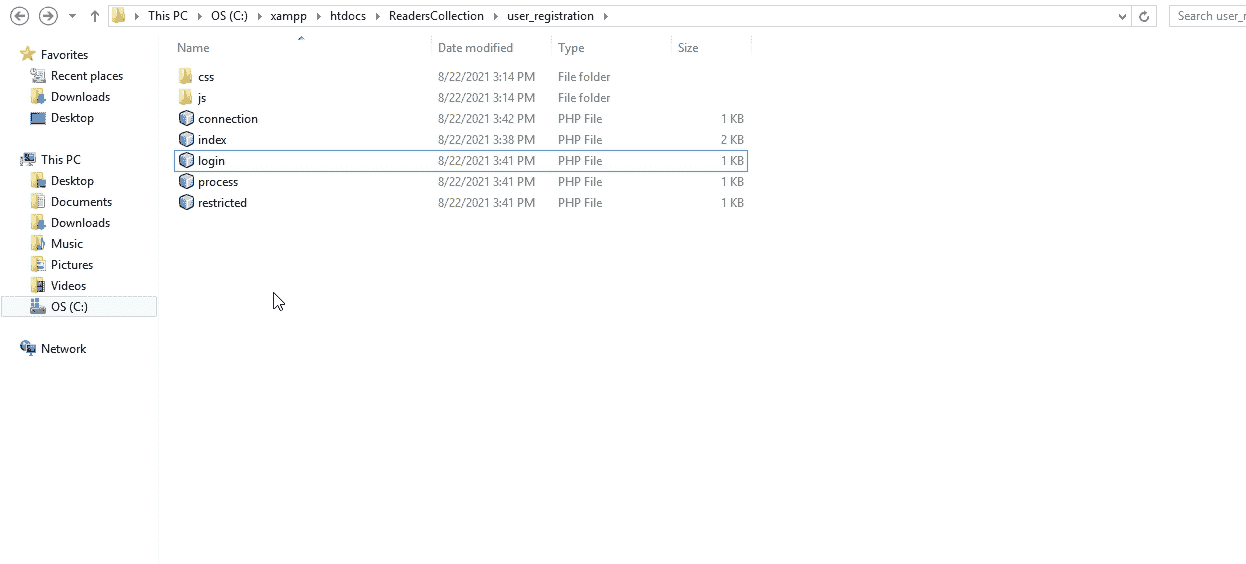 This PC OS (C:) xampp htdocs ReadersCollection user_registration Search user_r
Favorites
Recent places
Downloads
Desktop
This PC
Desktop
Documents
Downloads
Music
Pictures
Videos
OS (C:)
Network
Name Date modified Type Size
css 8/22/2021 3:14 PM File folder
js 8/22/2021 3:14 PM File folder
connection 8/22/2021 3:42 PM PHP File 1 KB
index 8/22/2021 3:38 PM PHP File 2 KB
login 8/22/2021 3:41 PM PHP File 1 KB
process 8/22/2021 3:41 PM PHP File 1 KB
restricted 8/22/2021 3:41 PM PHP File 1 KB